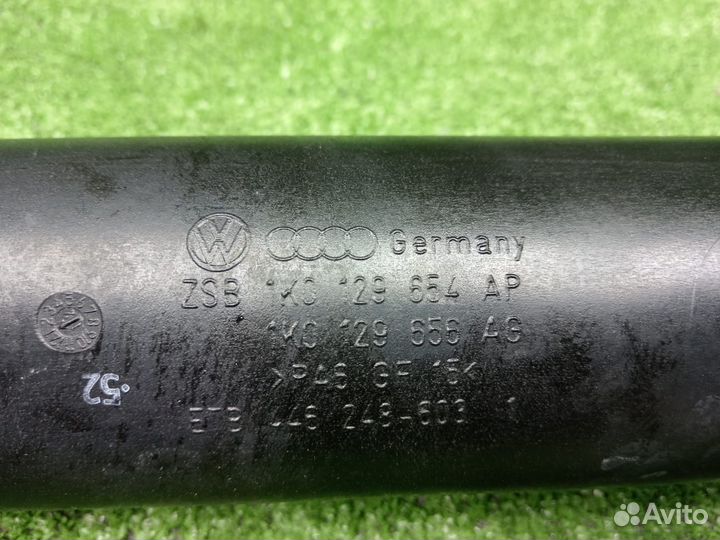 Germany
ZSB 1K0 129 654 AP
1K0 129 656 AG
>PA6 GF 15<
ETB 446 248-603 1
.52
Avito